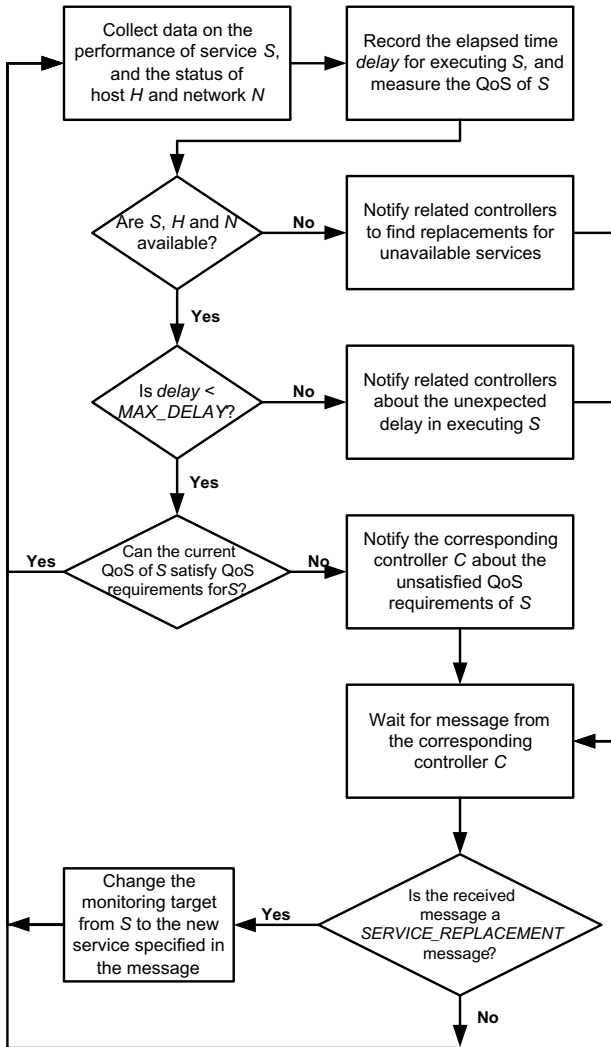 Collect data on the
performance of service S,
and the status of
host H and network N
Record the elapsed time
delay for executing S, and
measure the QoS of S
Are S, H and N
available?
No
Notify related controllers
to find replacements for
unavailable services
Yes
Is delay <
MAX_DELAY?
No
Notify related controllers
about the unexpected
delay in executing S
Yes
Yes
Can the current
QoS of S satisfy QoS
requirements forS?
No
Notify the corresponding
controller C about the
unsatisfied QoS
requirements of S
Wait for message from
the corresponding
controller C
Change the
monitoring target
from S to the new
service specified in
the message
Yes
Is the received
message a
SERVICE_REPLACEMENT
message?
No